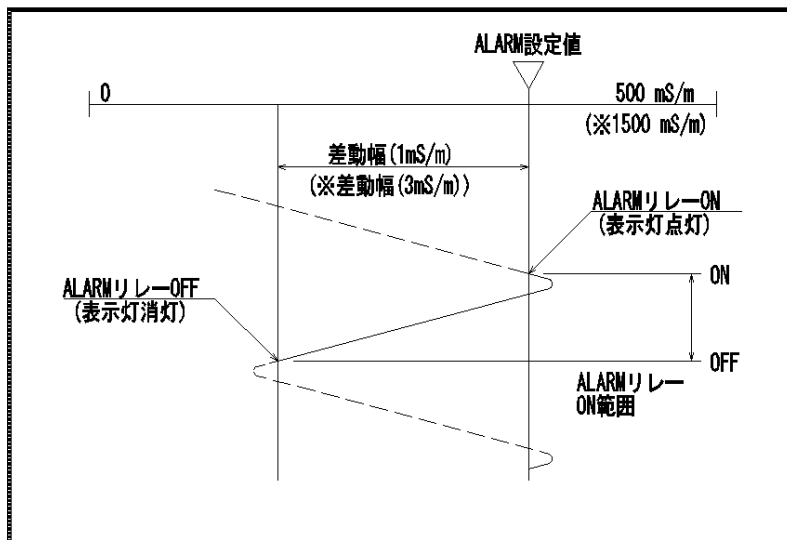 ALARM設定値
0
500 mS/m
(※1500 mS/m)
差動幅(1mS/m)
(※差動幅(3mS/m))
ALARMリレーON
(表示灯点灯)
ON
ALARMリレーOFF
(表示灯消灯)
OFF
ALARMリレー
ON範囲